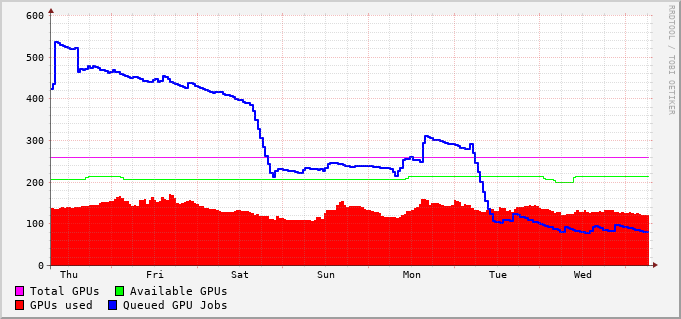 600
500
400
300
200
100
0
Thu Fri Sat Sun Mon Tue Wed
Total GPUs Available GPUs
GPUs used Queued GPU Jobs
RRDTOOL / TOBI OETIKER